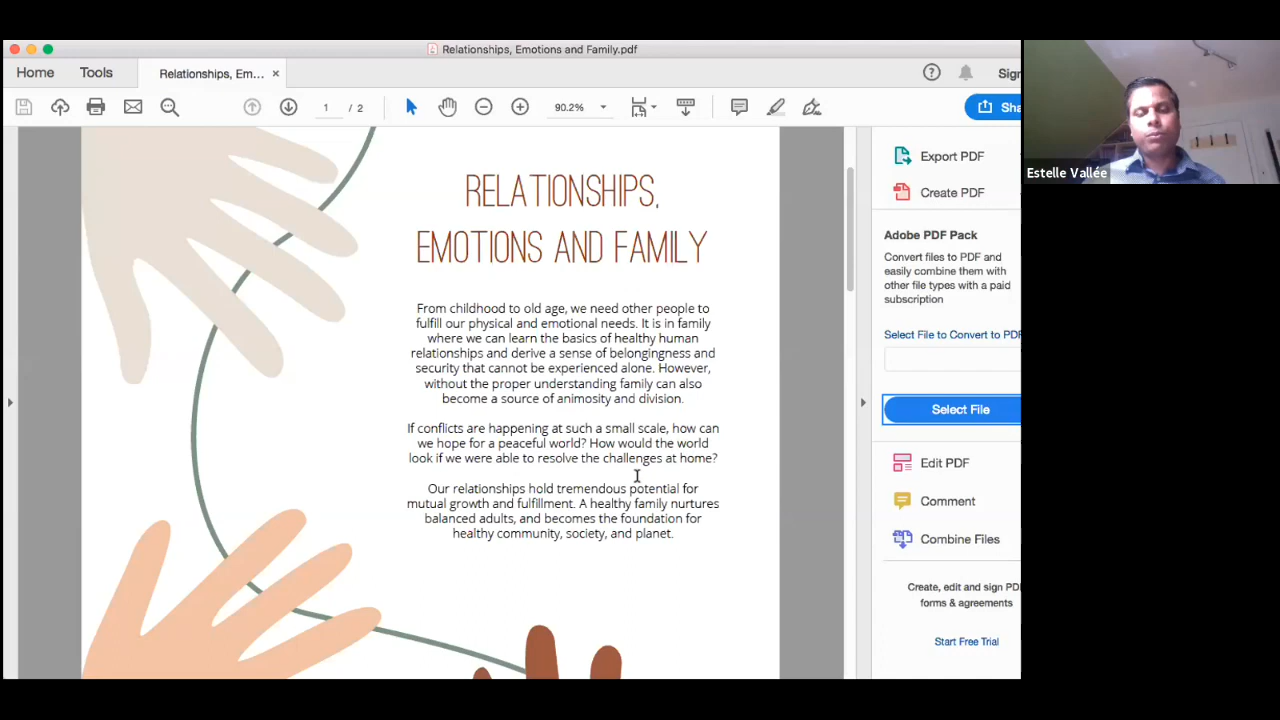 Relationships, Emotions and Family.pdf
Home
Tools
Relationships, Em...
Sign
1 / 2
90.2%
Sha
RELATIONSHIPS,
EMOTIONS AND FAMILY
From childhood to old age, we need other people to
fulfill our physical and emotional needs. It is in family
where we can learn the basics of healthy human
relationships and derive a sense of belongingness and
security that cannot be experienced alone. However,
without the proper understanding family can also
become a source of animosity and division.
If conflicts are happening at such a small scale, how can
we hope for a peaceful world? How would the world
look if we were able to resolve the challenges at home?
Our relationships hold tremendous potential for
mutual growth and fulfillment. A healthy family nurtures
balanced adults, and becomes the foundation for
healthy community, society, and planet.
Export PDF
Create PDF
Adobe PDF Pack
Convert files to PDF and
easily combine them with
other file types with a paid
subscription
Select File to Convert to PDF
Select File
Edit PDF
Comment
Combine Files
Create, edit and sign PD
forms & agreements
Start Free Trial
Estelle Vallée